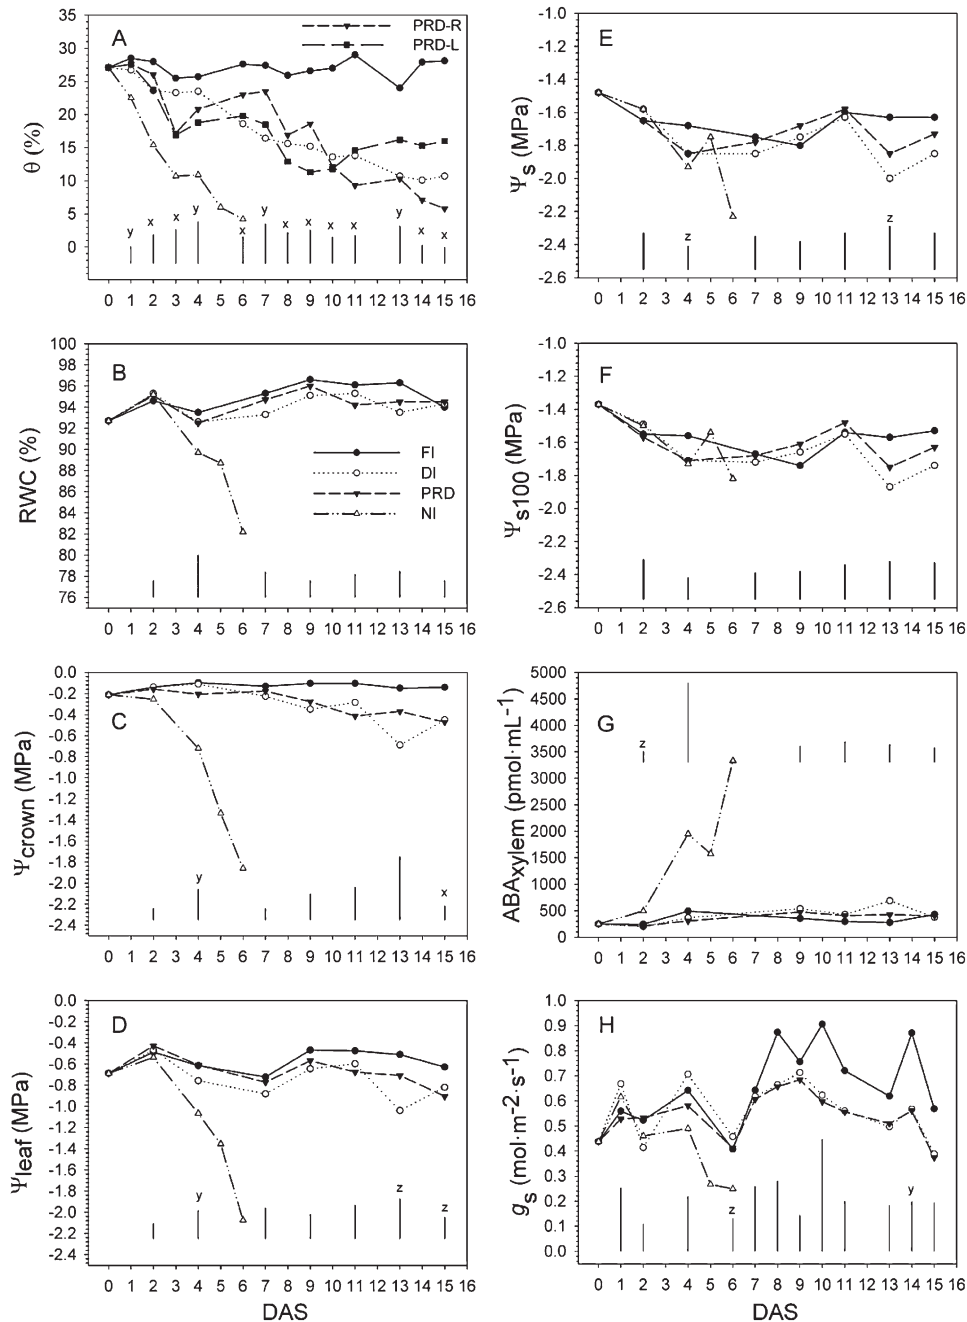 A
PRD-R
PRD-L
θ (%)
35
30
25
20
15
10
5
0
y x x y x y x x x x y x x
0 1 2 3 4 5 6 7 8 9 10 11 12 13 14 15 16
E
Ψs (MPa)
-1.0
-1.2
-1.4
-1.6
-1.8
-2.0
-2.2
-2.4
-2.6
z z
0 1 2 3 4 5 6 7 8 9 10 11 12 13 14 15 16
B
RWC (%)
100
98
96
94
92
90
88
86
84
82
80
78
76
FI
DI
PRD
NI
0 1 2 3 4 5 6 7 8 9 10 11 12 13 14 15 16
F
Ψs100 (MPa)
-1.0
-1.2
-1.4
-1.6
-1.8
-2.0
-2.2
-2.4
-2.6
0 1 2 3 4 5 6 7 8 9 10 11 12 13 14 15 16
C
Ψcrown (MPa)
0.0
-0.2
-0.4
-0.6
-0.8
-1.0
-1.2
-1.4
-1.6
-1.8
-2.0
-2.2
-2.4
y x
0 1 2 3 4 5 6 7 8 9 10 11 12 13 14 15 16
G
ABAxylem (pmol·mL⁻¹)
5000
4500
4000
3500
3000
2500
2000
1500
1000
500
0
z
0 1 2 3 4 5 6 7 8 9 10 11 12 13 14 15 16
D
Ψleaf (MPa)
0.0
-0.2
-0.4
-0.6
-0.8
-1.0
-1.2
-1.4
-1.6
-1.8
-2.0
-2.2
-2.4
y z z
0 1 2 3 4 5 6 7 8 9 10 11 12 13 14 15 16
DAS
H
gs (mol·m⁻²·s⁻¹)
1.0
0.9
0.8
0.7
0.6
0.5
0.4
0.3
0.2
0.1
0.0
z y
0 1 2 3 4 5 6 7 8 9 10 11 12 13 14 15 16
DAS